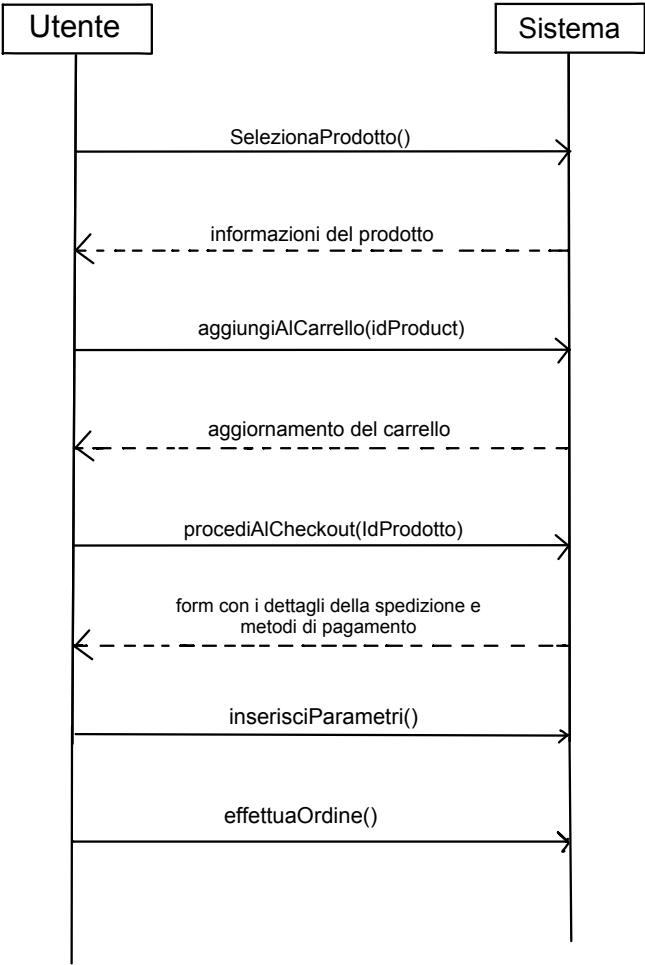 Utente
Sistema
SelezionaProdotto()
informazioni del prodotto
aggiungiAlCarrello(idProduct)
aggiornamento del carrello
procediAlCheckout(IdProdotto)
form con i dettagli della spedizione e
metodi di pagamento
inserisciParametri()
effettuaOrdine()